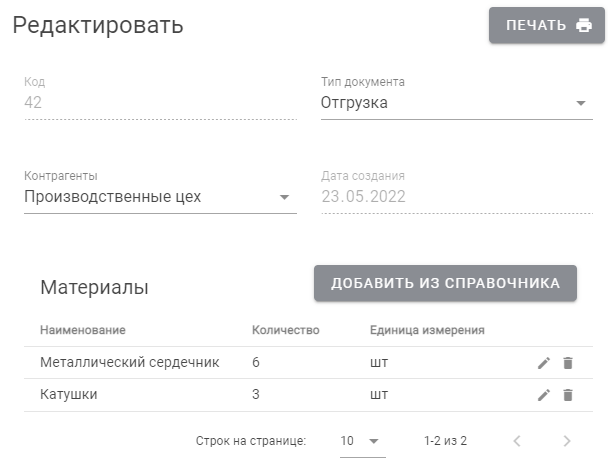 Редактировать
ПЕЧАТЬ
Код
42
Тип документа
Отгрузка
Контрагенты
Производственные цех
Дата создания
23.05.2022
Материалы
ДОБАВИТЬ ИЗ СПРАВОЧНИКА
Наименование Количество Единица измерения
Металлический сердечник 6 шт
Катушки 3 шт
Строк на странице: 10 1-2 из 2